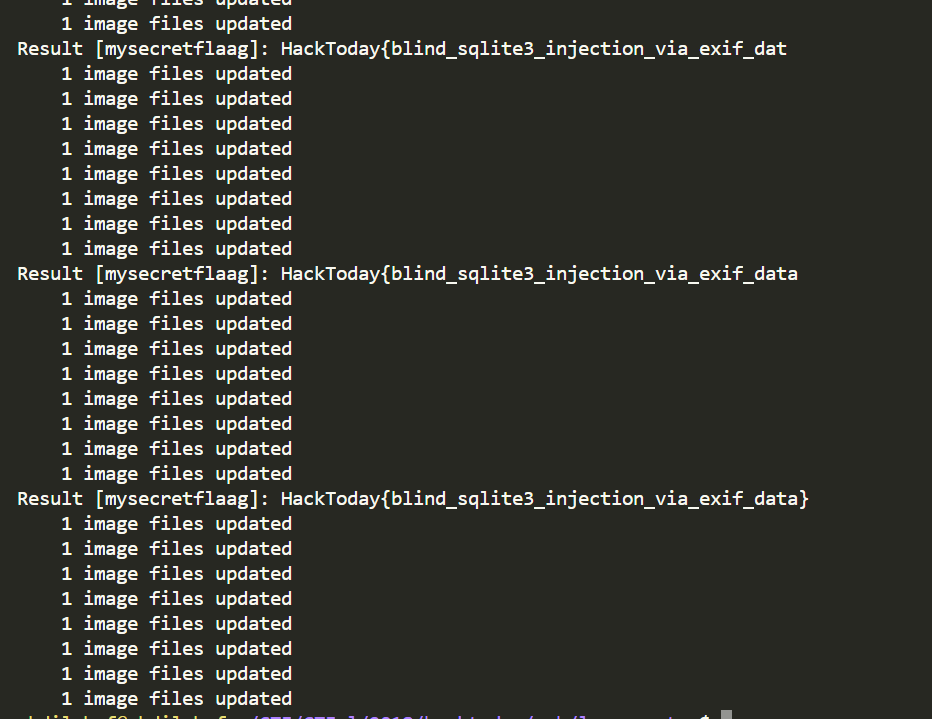 1 image files updated
1 image files updated
Result [mysecretflaag]: HackToday{blind_sqlite3_injection_via_exif_dat
1 image files updated
1 image files updated
1 image files updated
1 image files updated
1 image files updated
1 image files updated
1 image files updated
1 image files updated
Result [mysecretflaag]: HackToday{blind_sqlite3_injection_via_exif_data
1 image files updated
1 image files updated
1 image files updated
1 image files updated
1 image files updated
1 image files updated
1 image files updated
1 image files updated
Result [mysecretflaag]: HackToday{blind_sqlite3_injection_via_exif_data}
1 image files updated
1 image files updated
1 image files updated
1 image files updated
1 image files updated
1 image files updated
1 image files updated
1 image files updated